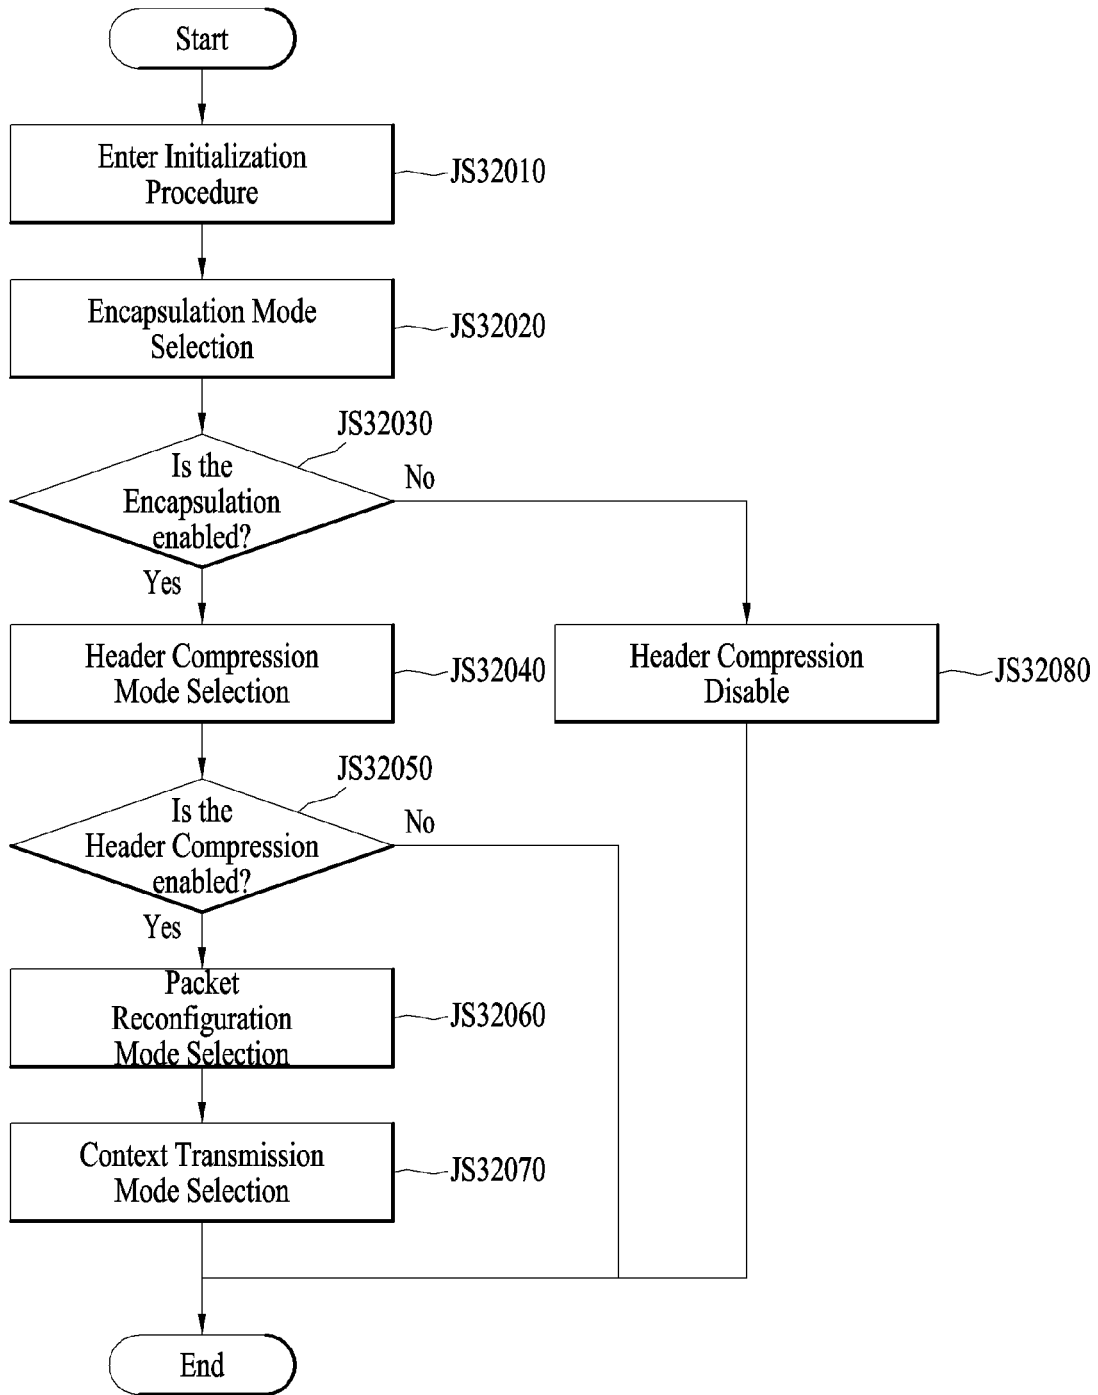 Start
Enter Initialization
Procedure
JS32010
Encapsulation Mode
Selection
JS32020
JS32030
Is the
Encapsulation
enabled?
No
Yes
Header Compression
Mode Selection
JS32040
Header Compression
Disable
JS32080
JS32050
Is the
Header Compression
enabled?
No
Yes
Packet
Reconfiguration
Mode Selection
JS32060
Context Transmission
Mode Selection
JS32070
End